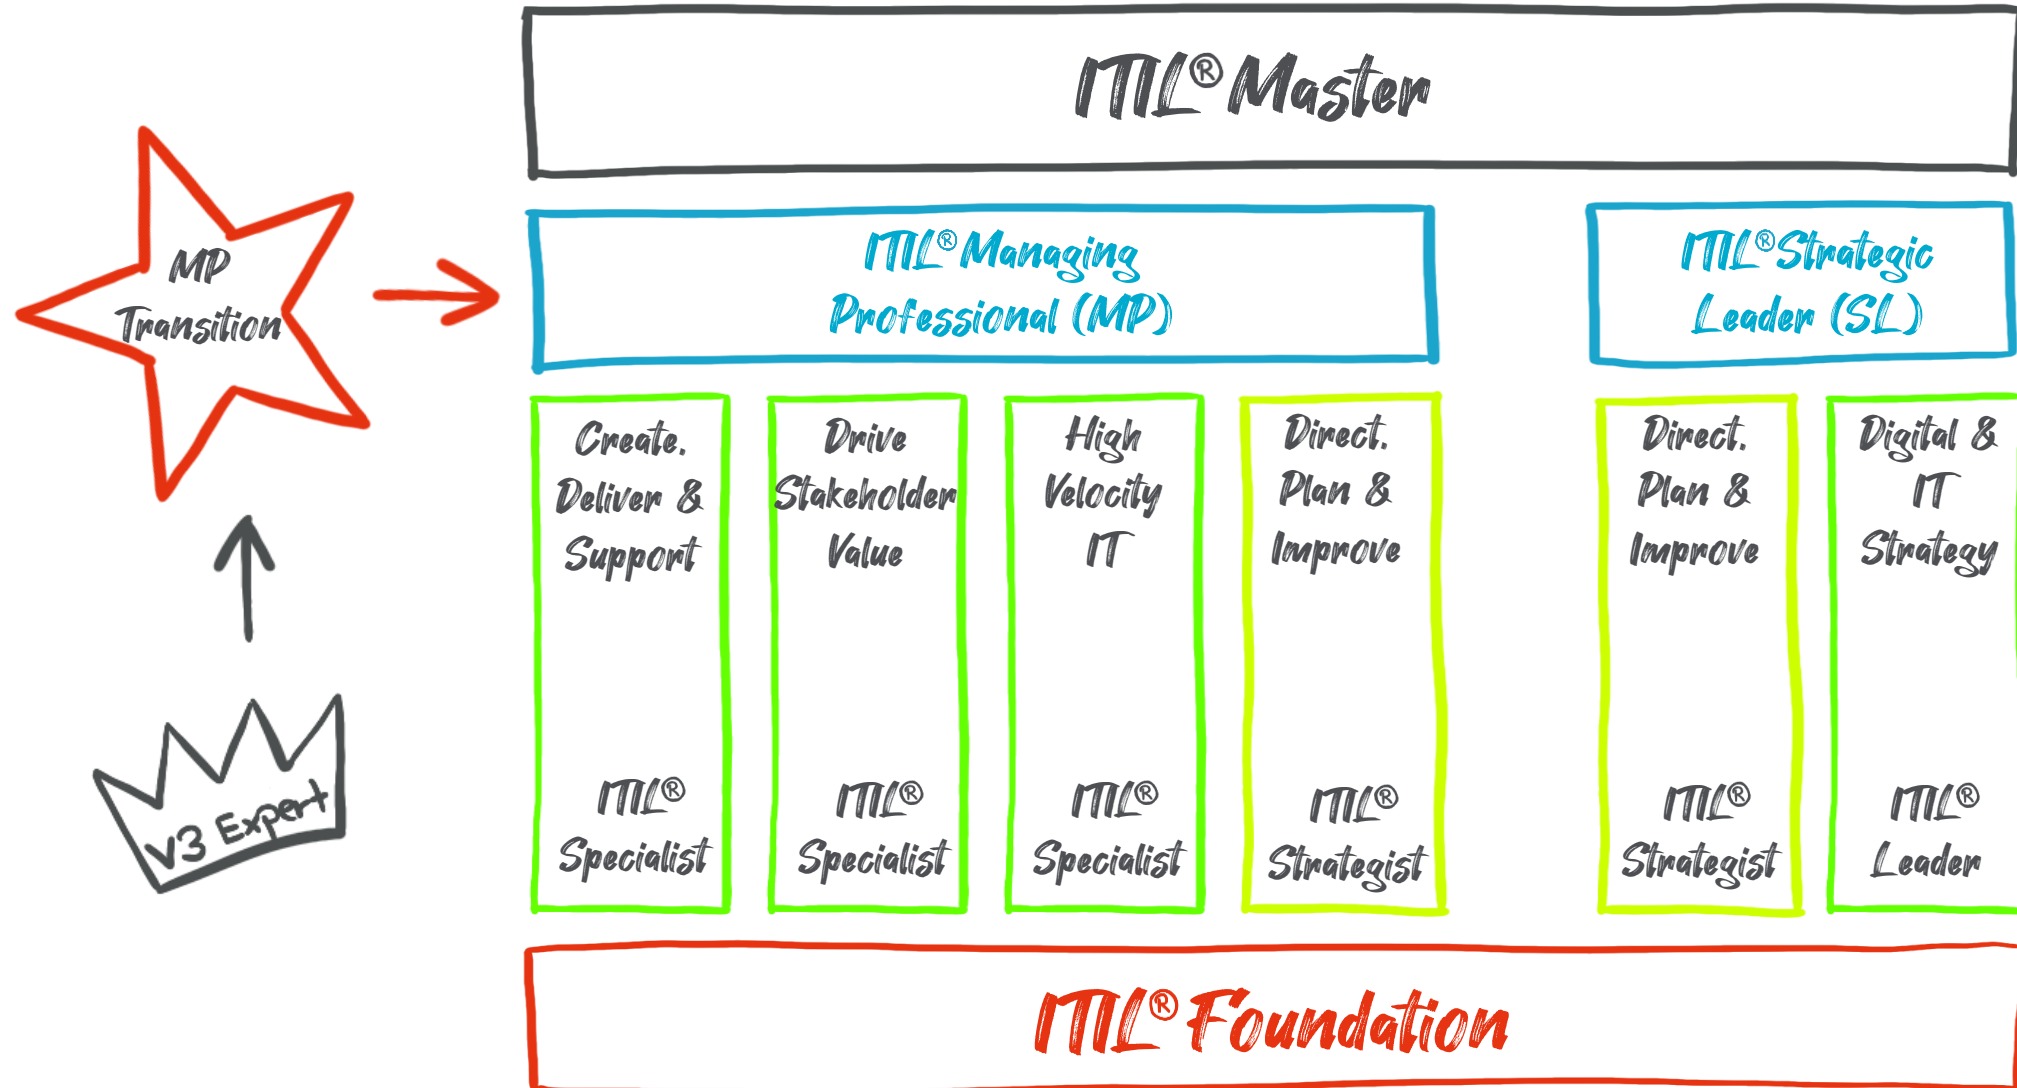 ITIL® Master
MP
Transition
ITIL® Managing
Professional (MP)
ITIL® Strategic
Leader (SL)
Create.
Deliver &
Support
ITIL®
Specialist
Drive
Stakeholder
Value
ITIL®
Specialist
High
Velocity
IT
ITIL®
Specialist
Direct.
Plan &
Improve
ITIL®
Strategist
Direct.
Plan &
Improve
ITIL®
Strategist
Digital &
IT
Strategy
ITIL®
Leader
V3 Expert
ITIL® Foundation